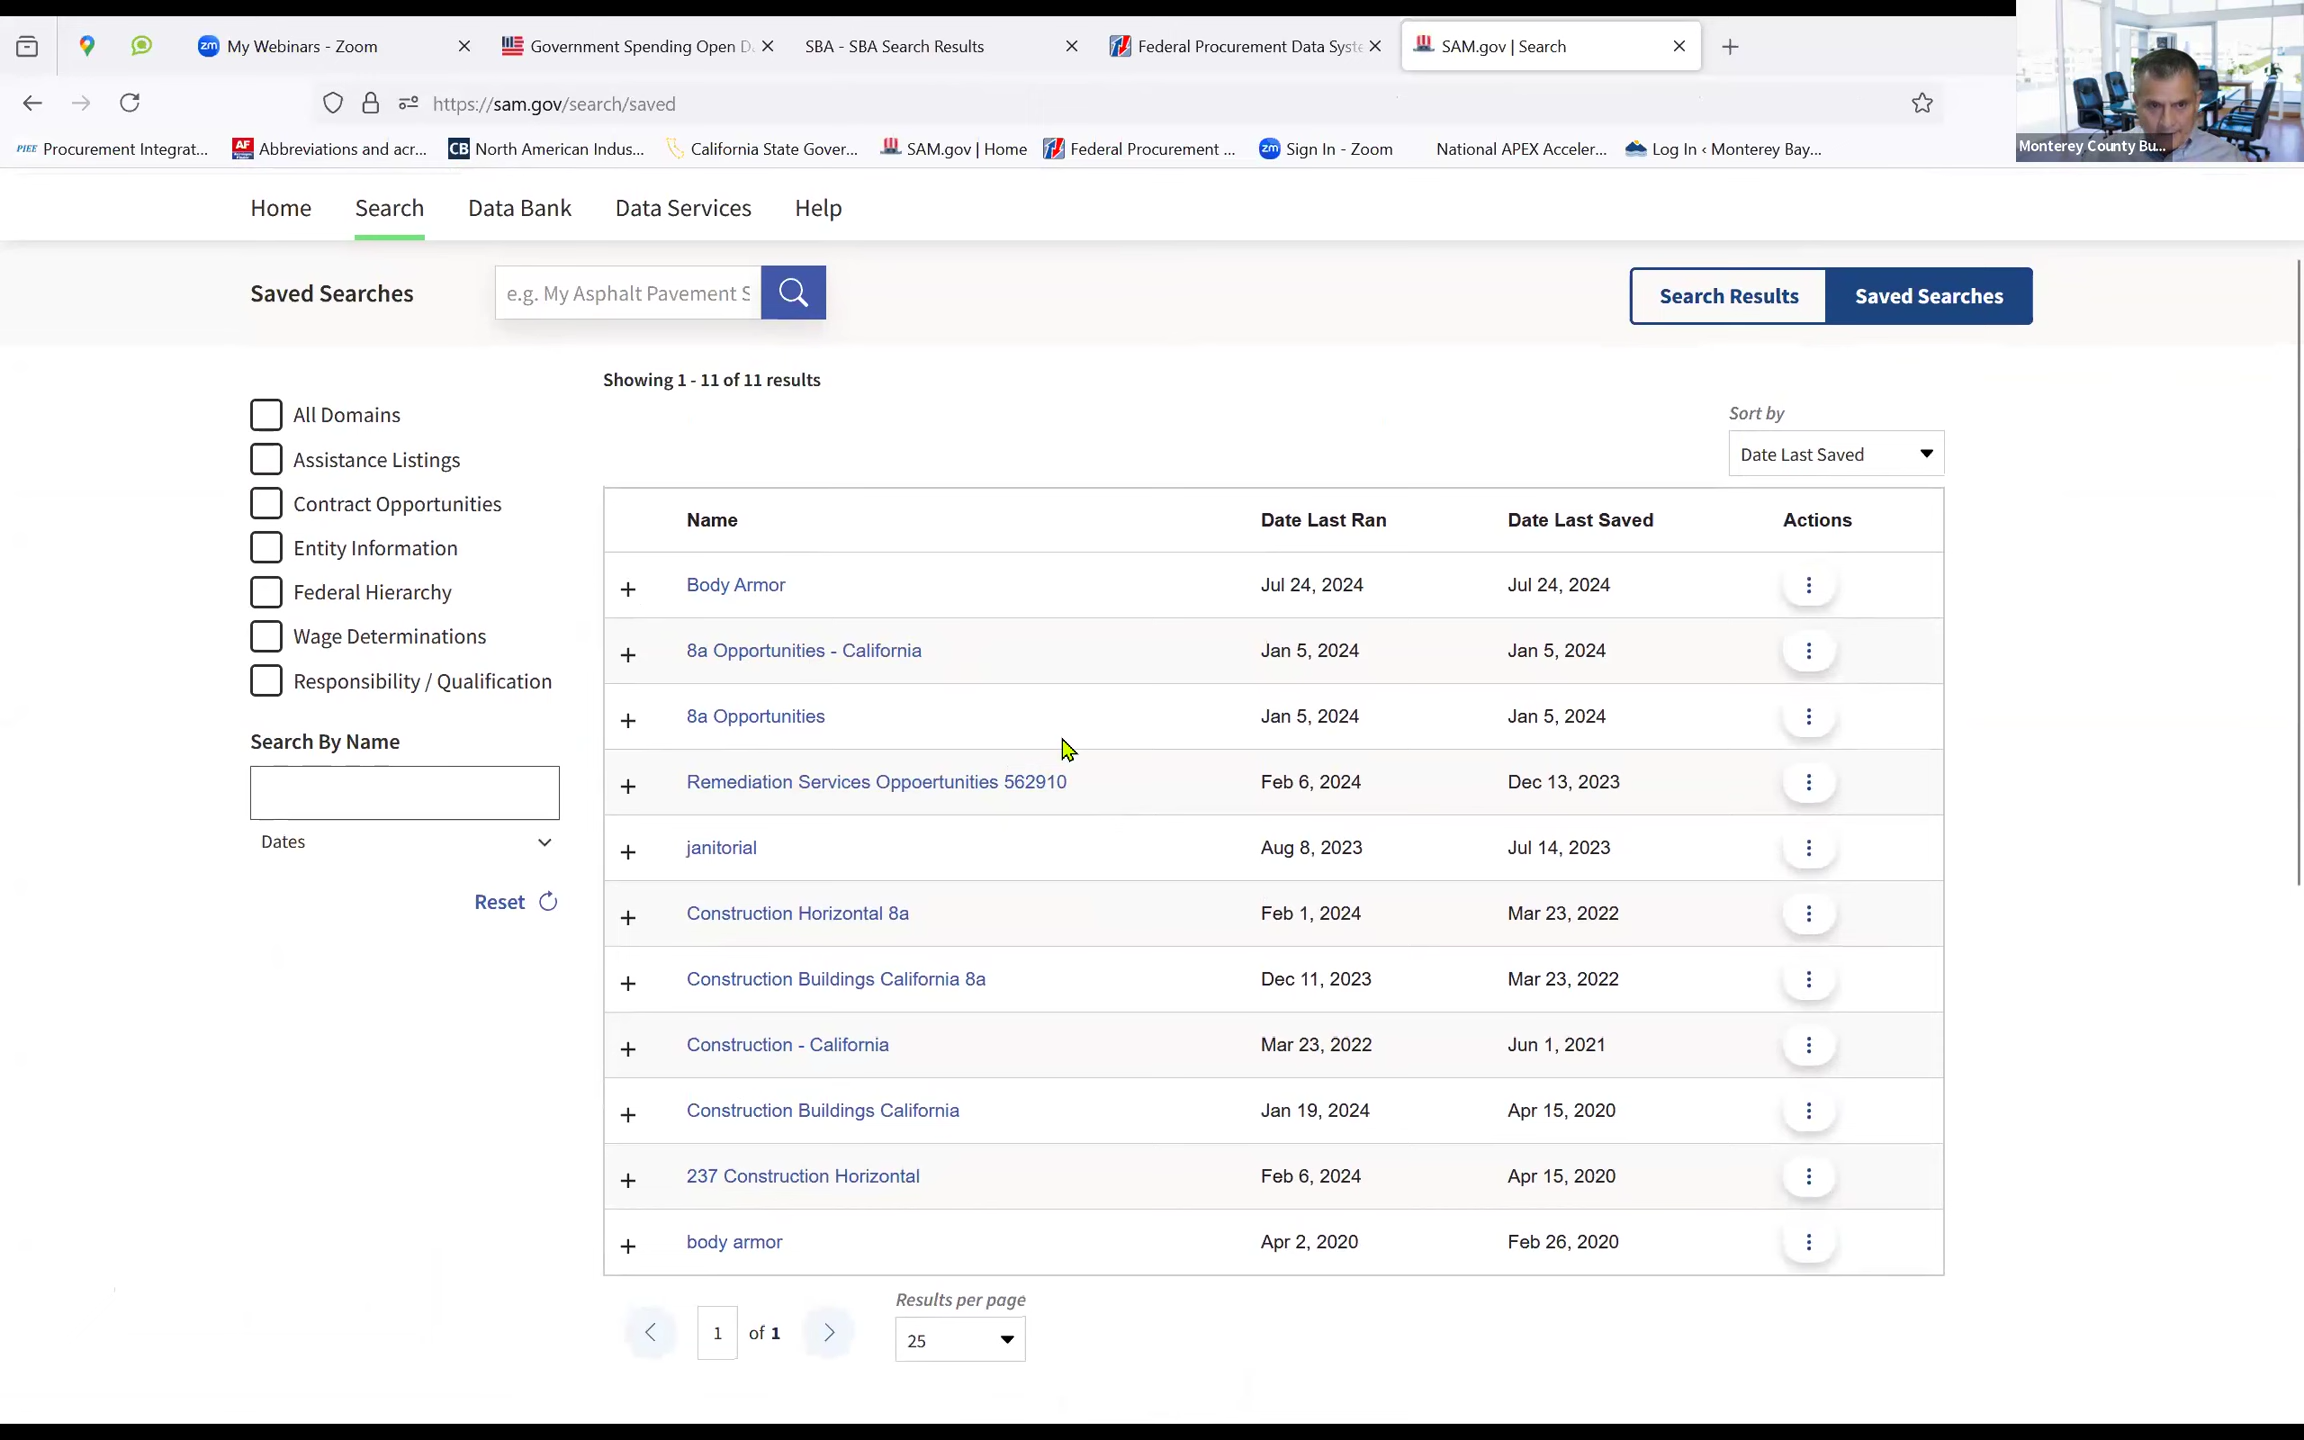 My Webinars - Zoom
Government Spending Open D
SBA - SBA Search Results
Federal Procurement Data Syst
SAM.gov | Search
https://sam.gov/search/saved
PIEE Procurement Integrat...
AF Abbreviations and acr...
CB North American Indus...
California State Gover...
SAM.gov | Home
Federal Procurement ...
zm Sign In - Zoom
National APEX Acceler...
Log In ‹ Monterey Bay...
Monterey County Bu...
Home Search Data Bank Data Services Help
Saved Searches
e.g. My Asphalt Pavement S
Search Results Saved Searches
Showing 1 - 11 of 11 results
All Domains
Assistance Listings
Contract Opportunities
Entity Information
Federal Hierarchy
Wage Determinations
Responsibility / Qualification
Search By Name
Dates
Reset
Sort by
Date Last Saved
Name Date Last Ran Date Last Saved Actions
Body Armor Jul 24, 2024 Jul 24, 2024
8a Opportunities - California Jan 5, 2024 Jan 5, 2024
8a Opportunities Jan 5, 2024 Jan 5, 2024
Remediation Services Oppoertunities 562910 Feb 6, 2024 Dec 13, 2023
janitorial Aug 8, 2023 Jul 14, 2023
Construction Horizontal 8a Feb 1, 2024 Mar 23, 2022
Construction Buildings California 8a Dec 11, 2023 Mar 23, 2022
Construction - California Mar 23, 2022 Jun 1, 2021
Construction Buildings California Jan 19, 2024 Apr 15, 2020
237 Construction Horizontal Feb 6, 2024 Apr 15, 2020
body armor Apr 2, 2020 Feb 26, 2020
1 of 1
Results per page
25